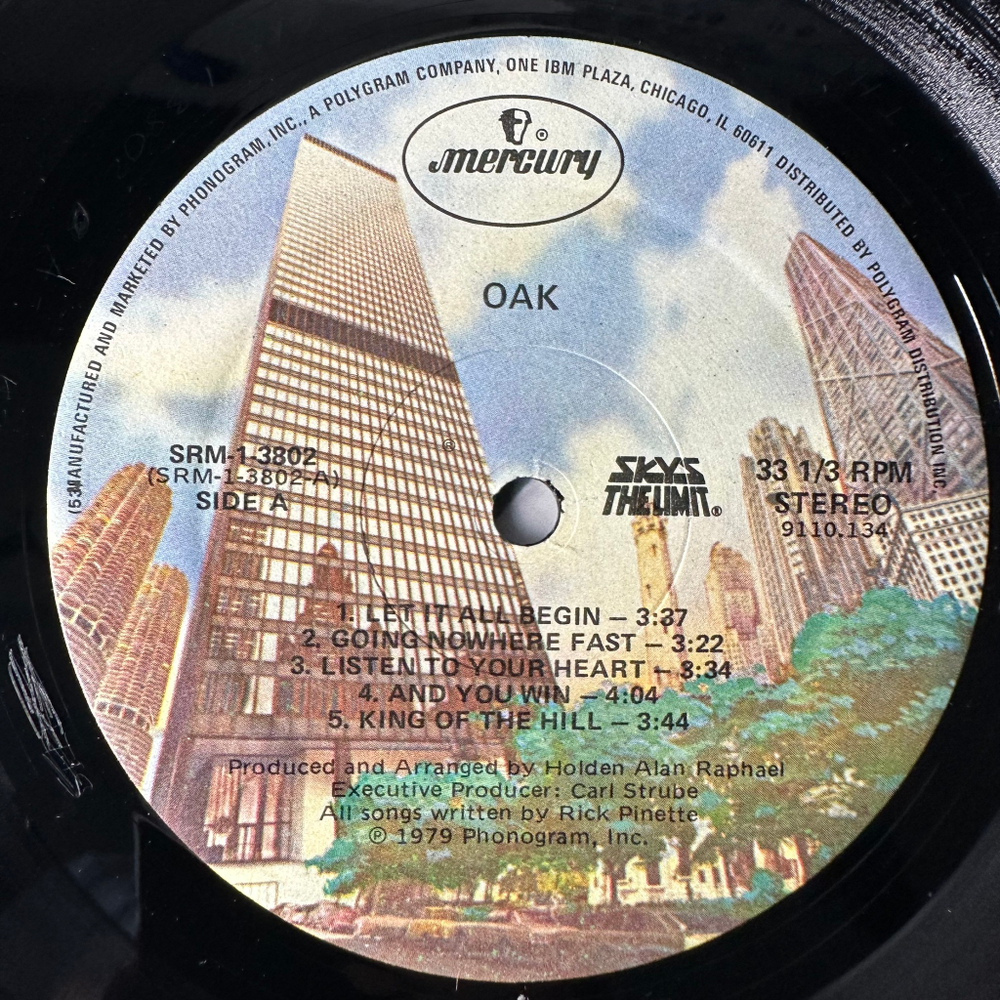 (53)MANUFACTURED AND MARKETED BY PHONOGRAM, INC., A POLYGRAM COMPANY, ONE IBM PLAZA, CHICAGO, IL 60611 DISTRIBUTED BY POLYGRAM DISTRIBUTION INC.
®
mercury
OAK
SRM-1-3802
(SRM-1-3802-A)
SIDE A
SKY'S
THE LIMIT®
33 1/3 RPM
STEREO
9110.134
1. LET IT ALL BEGIN – 3:37
2. GOING NOWHERE FAST – 3:22
3. LISTEN TO YOUR HEART – 3:34
4. AND YOU WIN – 4:04
5. KING OF THE HILL – 3:44
Produced and Arranged by Holden Alan Raphael
Executive Producer: Carl Strube
All songs written by Rick Pinette
℗ 1979 Phonogram, Inc.